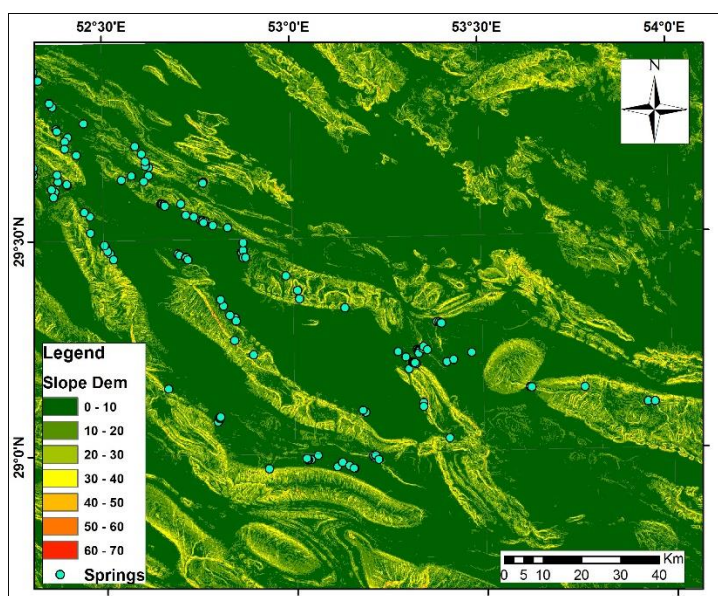 52°30'E 53°0'E 53°30'E 54°0'E
N
29°30'N
29°0'N
Legend
Slope Dem
0 - 10
10 - 20
20 - 30
30 - 40
40 - 50
50 - 60
60 - 70
Springs
Km
0 5 10 20 30 40